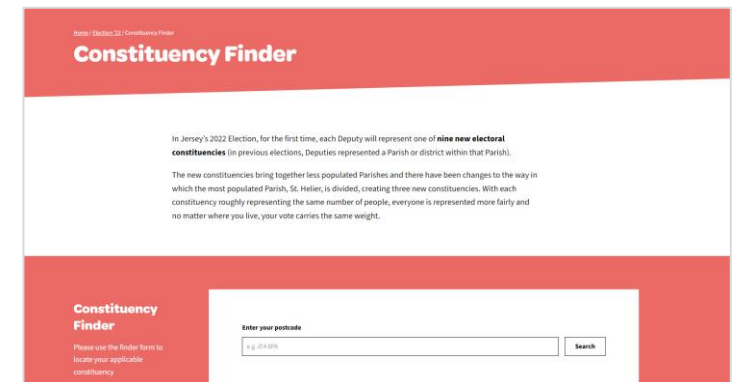 Home / Election '22 / Constituency Finder
Constituency Finder
In Jersey's 2022 Election, for the first time, each Deputy will represent one of nine new electoral
constituencies (in previous elections, Deputies represented a Parish or district within that Parish).
The new constituencies bring together less populated Parishes and there have been changes to the way in
which the most populated Parish, St. Helier, is divided, creating three new constituencies. With each
constituency roughly representing the same number of people, everyone is represented more fairly and
no matter where you live, your vote carries the same weight.
Constituency
Finder
Please use the finder form to
locate your applicable
constituency
Enter your postcode
e.g JE4 8PA
Search